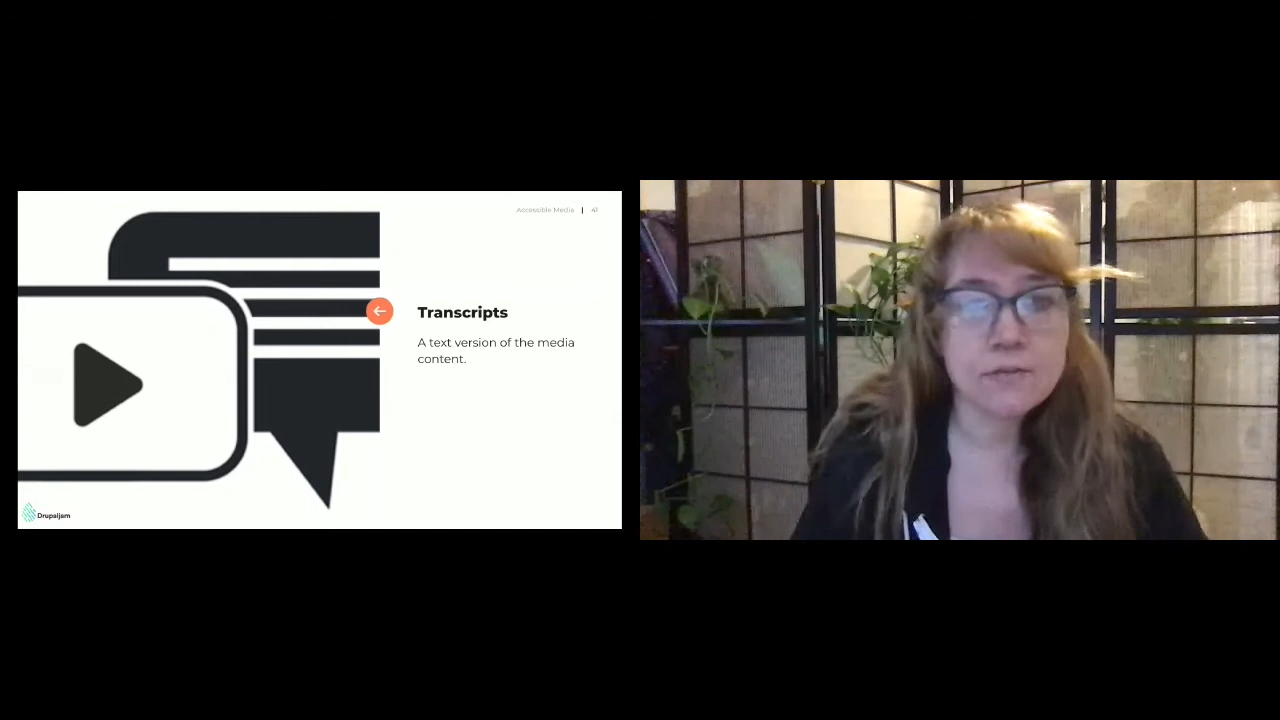 Accessible Media | 41
Transcripts
A text version of the media
content.
Drupaljam